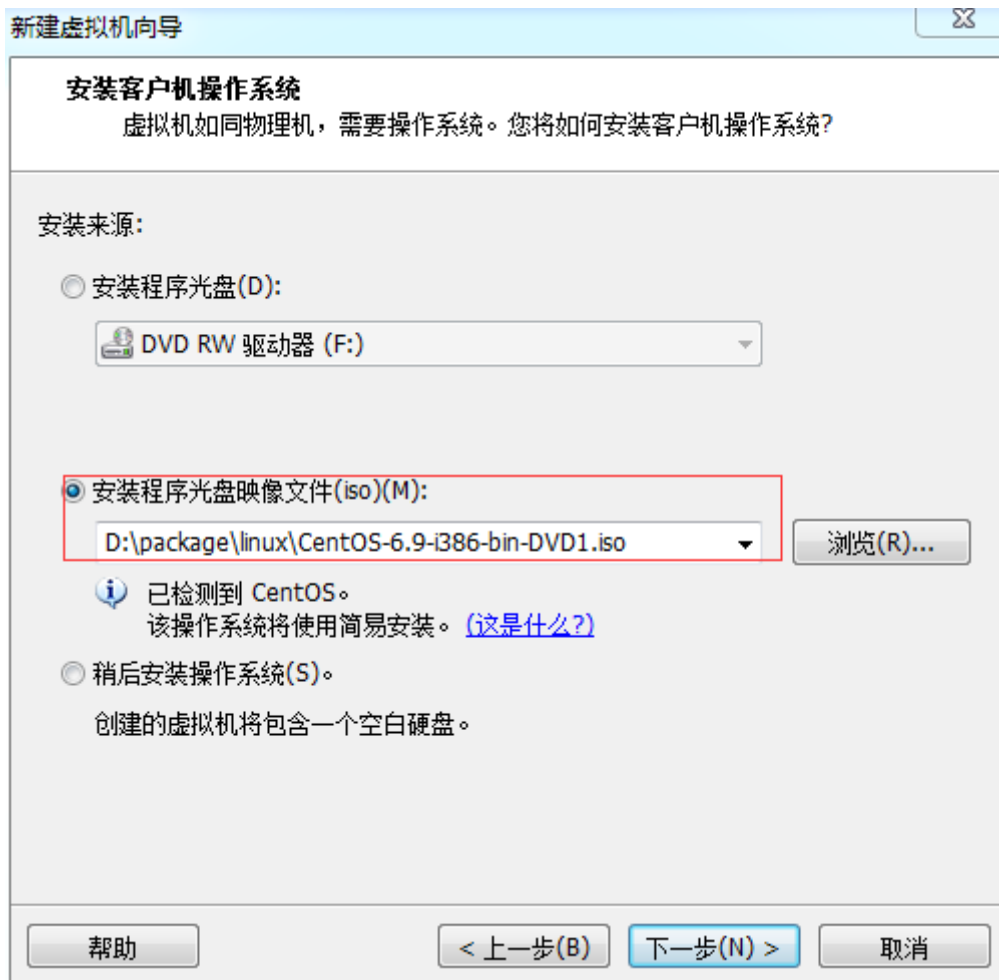 新建虚拟机向导
安装客户机操作系统
虚拟机如同物理机，需要操作系统。您将如何安装客户机操作系统?
安装来源:
安装程序光盘(D):
DVD RW 驱动器 (F:)
安装程序光盘映像文件(iso)(M):
D:\package\linux\CentOS-6.9-i386-bin-DVD1.iso
浏览(R)...
已检测到 CentOS。
该操作系统将使用简易安装。 (这是什么?)
稍后安装操作系统(S)。
创建的虚拟机将包含一个空白硬盘。
帮助
< 上一步(B)
下一步(N) >
取消